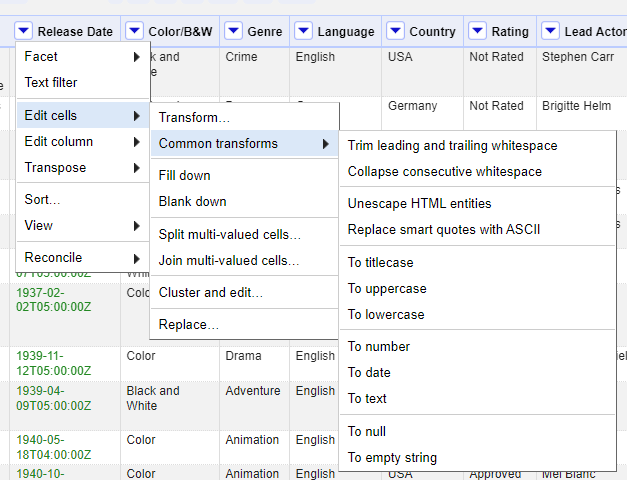 Release Date Color/B&W Genre Language Country Rating Lead Actor
Facet
Text filter
Edit cells
Edit column
Transpose
Sort…
View
Reconcile
Transform…
Common transforms
Fill down
Blank down
Split multi-valued cells…
Join multi-valued cells…
Cluster and edit…
Replace…
Trim leading and trailing whitespace
Collapse consecutive whitespace
Unescape HTML entities
Replace smart quotes with ASCII
To titlecase
To uppercase
To lowercase
To number
To date
To text
To null
To empty string
and Crime English USA Not Rated Stephen Carr
Germany Not Rated Brigitte Helm
1937-02-
02T05:00:00Z
1939-11- Color Drama English
12T05:00:00Z
1939-04- Black and Adventure English
09T05:00:00Z White
1940-05- Color Animation English
18T04:00:00Z
1940-10- Color Animation English USA Approved Mel Blanc